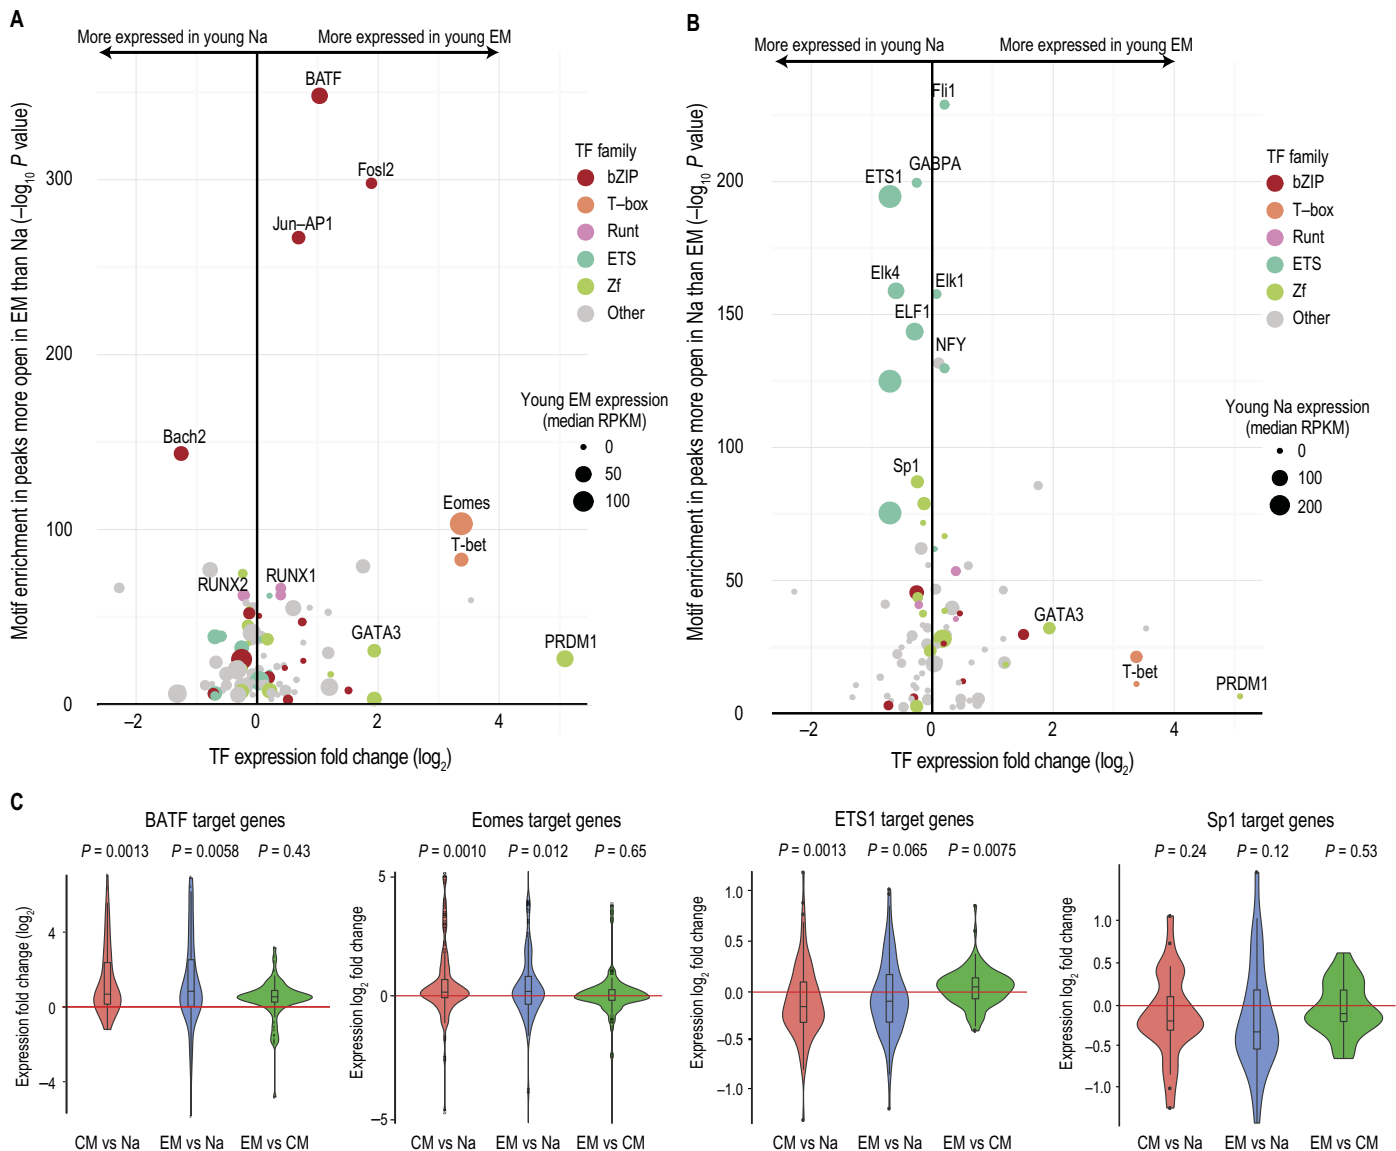 A
More expressed in young Na
More expressed in young EM
Motif enrichment in peaks more open in EM than Na (–log10 P value)
300
200
100
0
BATF
Fosl2
Jun–AP1
Bach2
Eomes
T-bet
RUNX2
RUNX1
GATA3
PRDM1
–2
0
2
4
TF expression fold change (log2)
TF family
bZIP
T–box
Runt
ETS
Zf
Other
Young EM expression
(median RPKM)
0
50
100
B
More expressed in young Na
More expressed in young EM
Motif enrichment in peaks more open in Na than EM (–log10 P value)
200
150
100
50
0
Fli1
GABPA
ETS1
Elk4
Elk1
ELF1
NFY
Sp1
GATA3
T-bet
PRDM1
–2
0
2
4
TF expression fold change (log2)
TF family
bZIP
T–box
Runt
ETS
Zf
Other
Young Na expression
(median RPKM)
0
100
200
C
BATF target genes
P = 0.0013
P = 0.0058
P = 0.43
Expression fold change (log2)
4
0
–4
CM vs Na
EM vs Na
EM vs CM
Eomes target genes
P = 0.0010
P = 0.012
P = 0.65
Expression log2 fold change
5
0
–5
CM vs Na
EM vs Na
EM vs CM
ETS1 target genes
P = 0.0013
P = 0.065
P = 0.0075
Expression log2 fold change
1.0
0.5
0.0
–0.5
–1.0
CM vs Na
EM vs Na
EM vs CM
Sp1 target genes
P = 0.24
P = 0.12
P = 0.53
Expression log2 fold change
1.0
0.5
0.0
–0.5
–1.0
CM vs Na
EM vs Na
EM vs CM